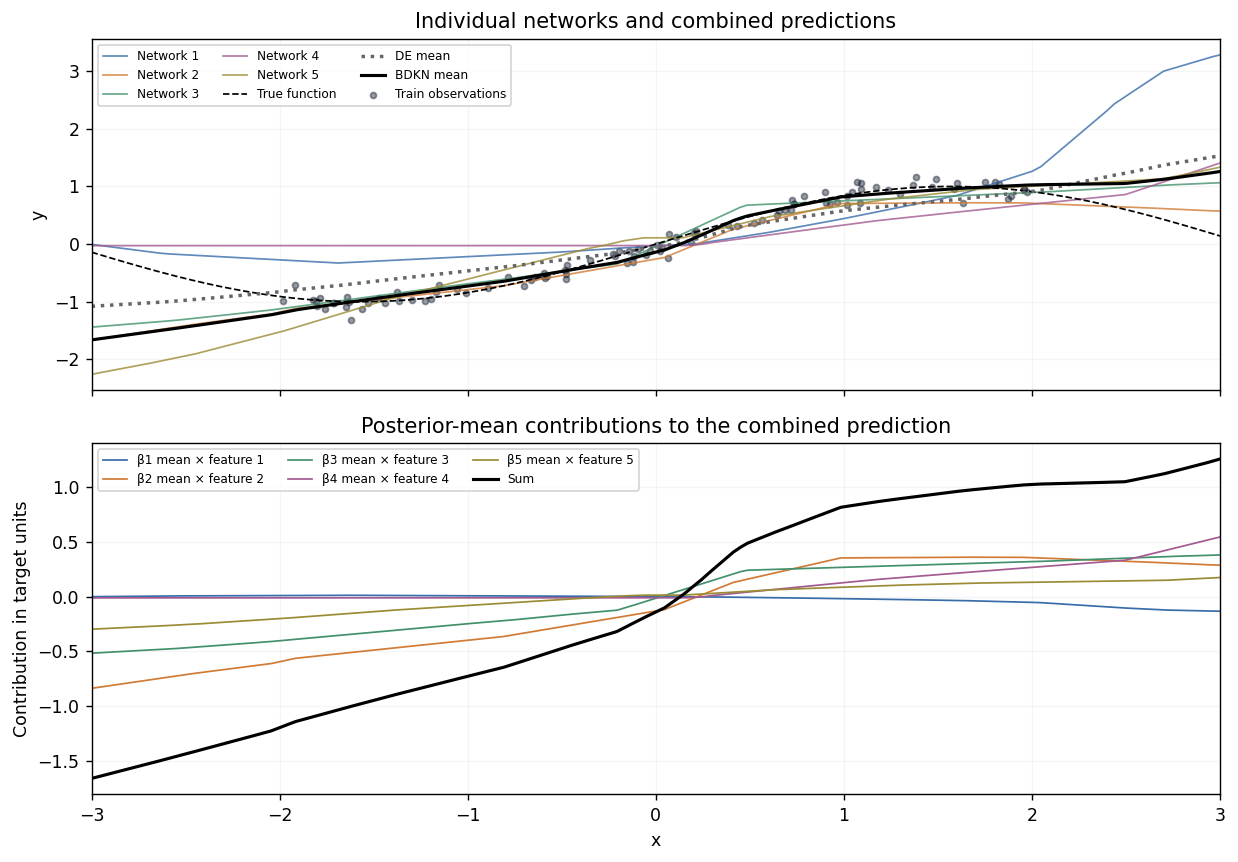 Individual networks and combined predictions
Network 1 Network 4 DE mean
Network 2 Network 5 BDKN mean
Network 3 True function Train observations
3
2
1
0
−1
−2
y
Posterior-mean contributions to the combined prediction
β1 mean × feature 1 β3 mean × feature 3 β5 mean × feature 5
β2 mean × feature 2 β4 mean × feature 4 Sum
1.0
0.5
0.0
−0.5
−1.0
−1.5
Contribution in target units
−3 −2 −1 0 1 2 3
x